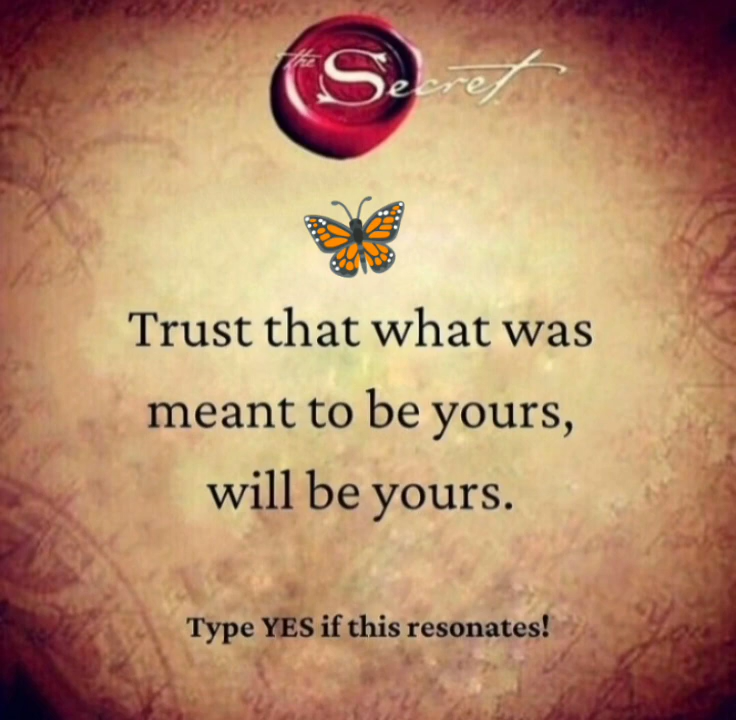 the Secret
Trust that what was
meant to be yours,
will be yours.
Type YES if this resonates!